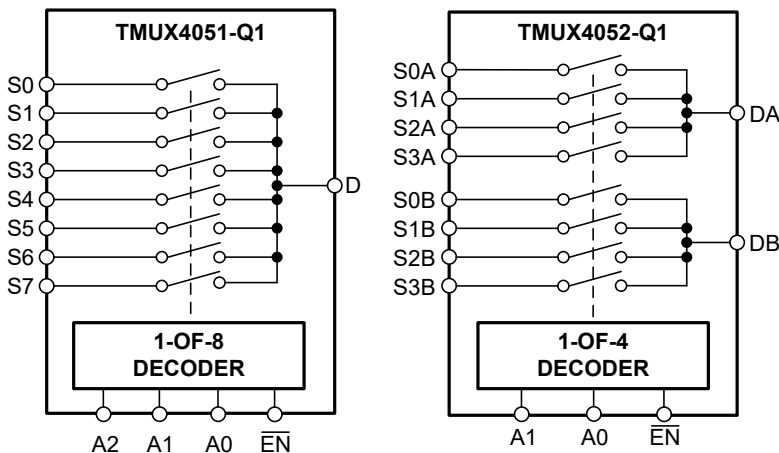 TMUX4051-Q1
S0
S1
S2
S3
S4
S5
S6
S7
D
1-OF-8
DECODER
A2 A1 A0 EN
TMUX4052-Q1
S0A
S1A
S2A
S3A
DA
S0B
S1B
S2B
S3B
DB
1-OF-4
DECODER
A1 A0 EN